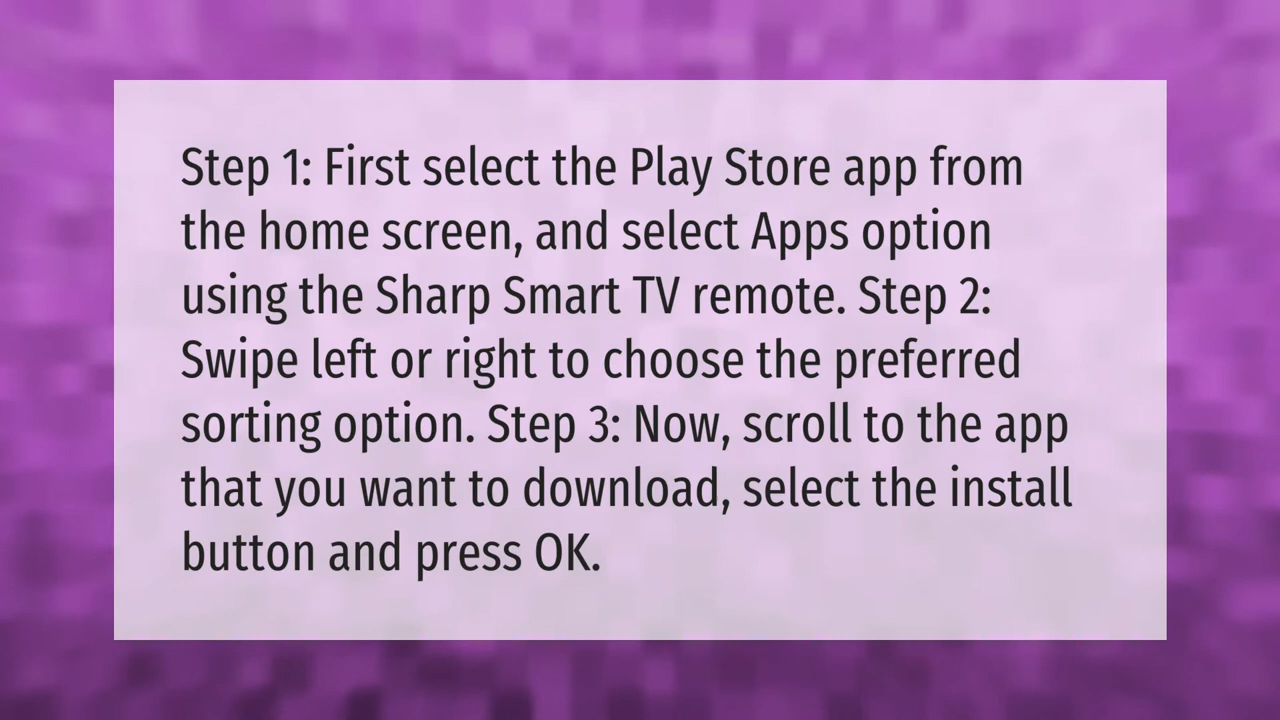 Step 1: First select the Play Store app from
the home screen, and select Apps option
using the Sharp Smart TV remote. Step 2:
Swipe left or right to choose the preferred
sorting option. Step 3: Now, scroll to the app
that you want to download, select the install
button and press OK.